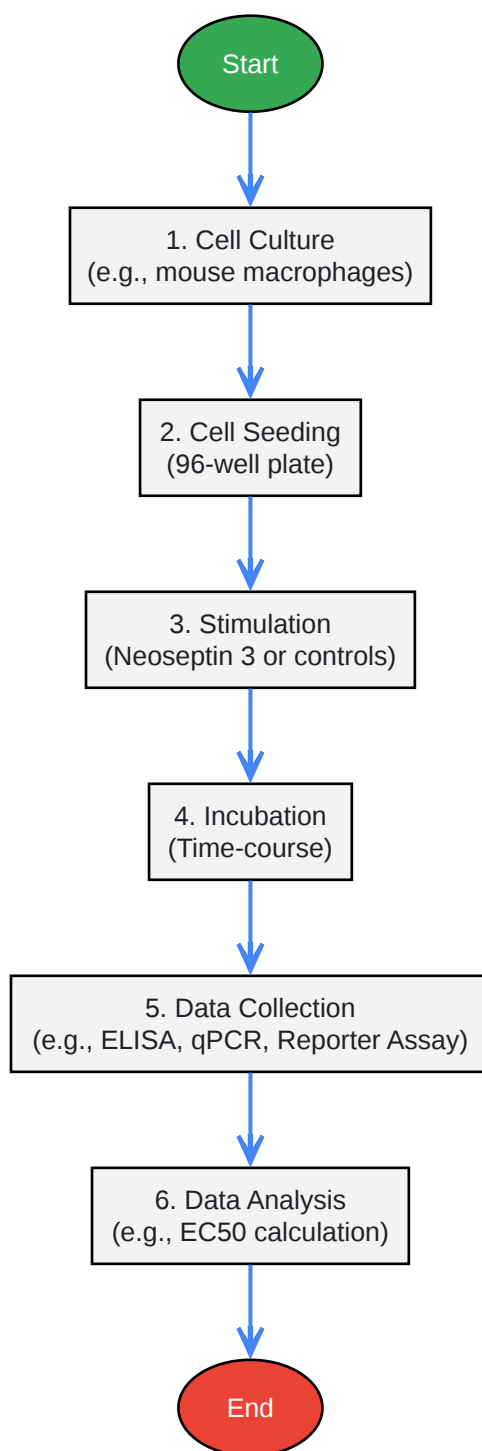 Start
1. Cell Culture
(e.g., mouse macrophages)
2. Cell Seeding
(96-well plate)
3. Stimulation
(Neoseptin 3 or controls)
4. Incubation
(Time-course)
5. Data Collection
(e.g., ELISA, qPCR, Reporter Assay)
6. Data Analysis
(e.g., EC50 calculation)
End